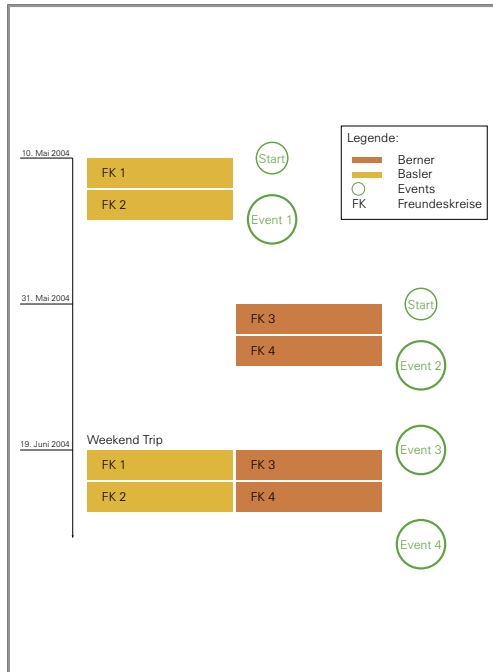 Legende:
Berner
Basler
Events
FK Freundeskreise
10. Mai 2004
Start
FK 1
FK 2
Event 1
31. Mai 2004
Start
FK 3
FK 4
Event 2
19. Juni 2004
Weekend Trip
Event 3
FK 1 FK 3
FK 2 FK 4
Event 4